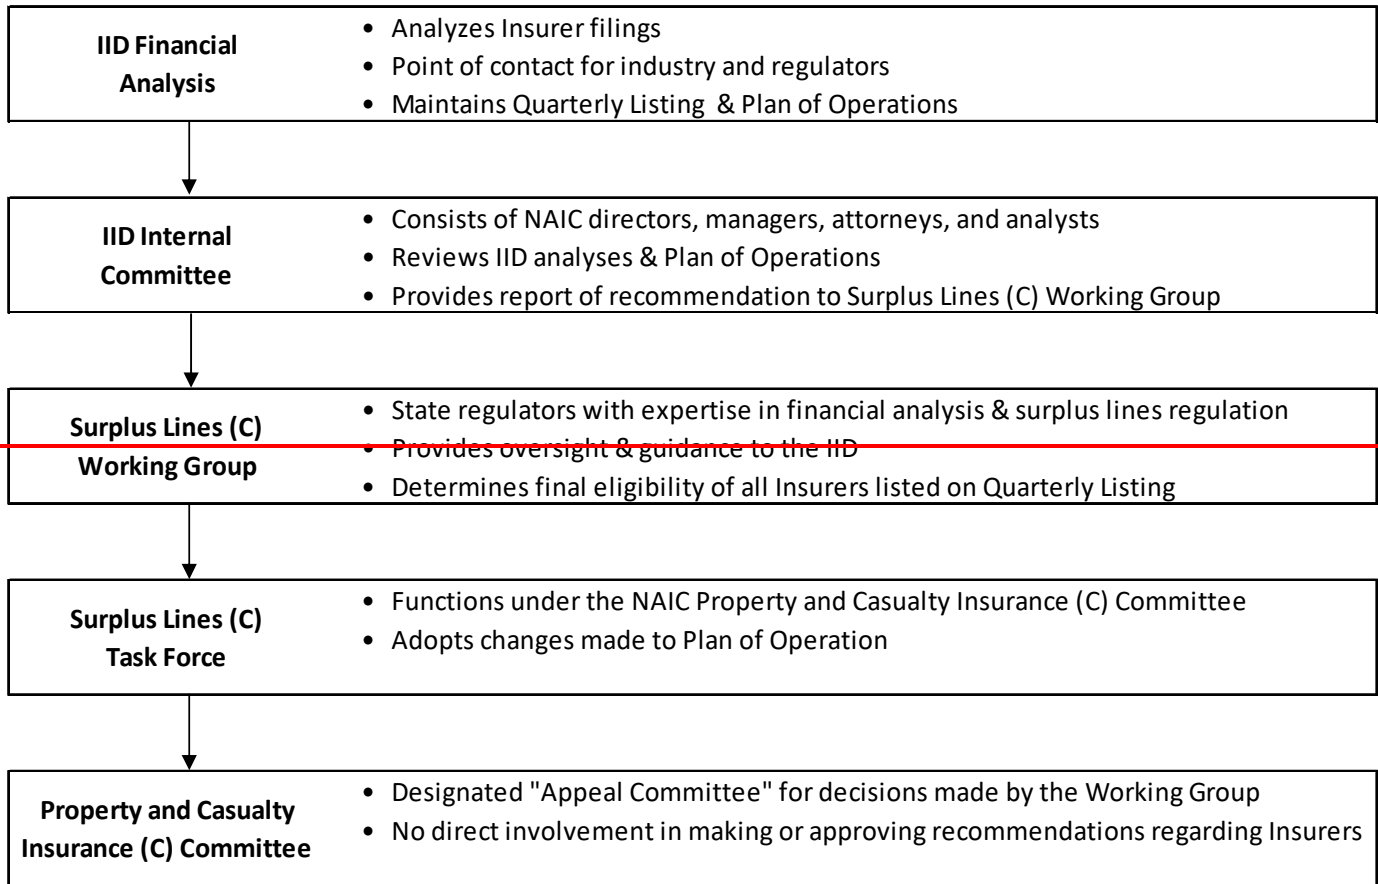 IID Financial
Analysis
• Analyzes Insurer filings
• Point of contact for industry and regulators
• Maintains Quarterly Listing & Plan of Operations
IID Internal
Committee
• Consists of NAIC directors, managers, attorneys, and analysts
• Reviews IID analyses & Plan of Operations
• Provides report of recommendation to Surplus Lines (C) Working Group
Surplus Lines (C)
Working Group
• State regulators with expertise in financial analysis & surplus lines regulation
• Provides oversight & guidance to the IID
• Determines final eligibility of all Insurers listed on Quarterly Listing
Surplus Lines (C)
Task Force
• Functions under the NAIC Property and Casualty Insurance (C) Committee
• Adopts changes made to Plan of Operation
Property and Casualty
Insurance (C) Committee
• Designated "Appeal Committee" for decisions made by the Working Group
• No direct involvement in making or approving recommendations regarding Insurers